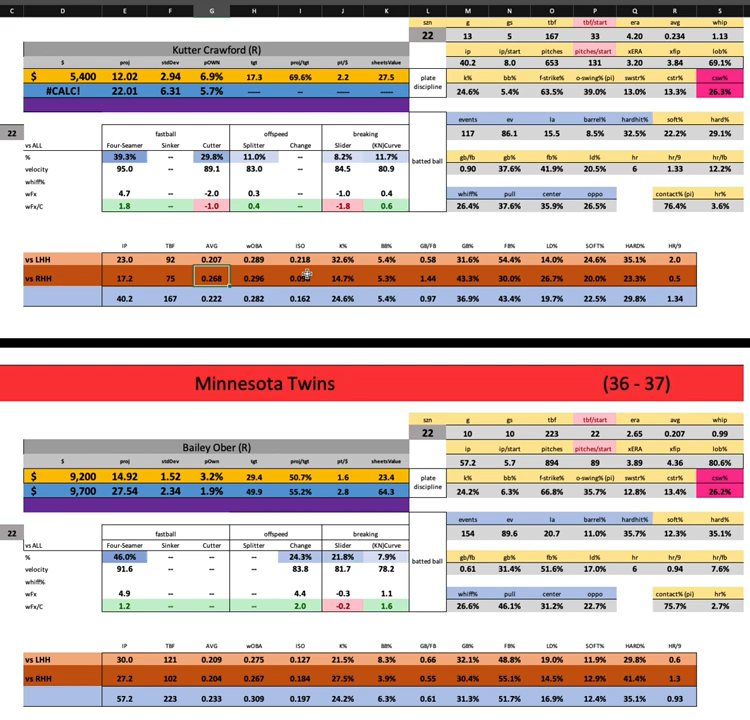 C D E F G H I J K L M N O P Q R S
szn g gs tbf tbf/start era avg whip
22 13 5 167 33 4.20 0.234 1.13
Kutter Crawford (R)
ip ip/start pitches pitches/start xERA xfip lob%
40.2 8.0 653 131 3.20 3.84 69.1%
$ proj stdDev pOWN tgt proj/tgt pt/$ sheetsValue
$ 5,400 12.02 2.94 6.9% 17.3 69.6% 2.2 27.5
plate discipline k% bb% f-strike% o-swing% (pi) swstr% cstr% csw%
#CALC! 22.01 6.31 5.7% ---- -- ---- ----
24.6% 5.4% 63.5% 39.0% 13.0% 13.3% 26.3%
events ev la barrel% hardhit% soft% hard%
22 fastball offspeed breaking
117 86.1 15.5 8.5% 32.5% 22.2% 29.1%
vs ALL Four-Seamer Sinker Cutter Splitter Change Slider (KN)Curve
% 39.3% -- 29.8% 11.0% -- 8.2% 11.7%
batted ball gb/fb gb% fb% ld% hr hr/9 hr/fb
velocity 95.0 -- 89.1 83.0 -- 84.5 80.9
0.90 37.6% 41.9% 20.5% 6 1.33 12.2%
whiff%
wFx 4.7 -- -2.0 0.3 -- -1.0 0.4
whiff% pull center oppo contact% (pi) hr%
wFx/C 1.8 -- -1.0 0.4 -- -1.8 0.6
26.4% 37.6% 35.9% 26.5% 76.4% 3.6%
IP TBF AVG wOBA ISO K% BB% GB/FB GB% FB% LD% SOFT% HARD% HR/9
vs LHH 23.0 92 0.207 0.289 0.218 32.6% 5.4% 0.58 31.6% 54.4% 14.0% 24.6% 35.1% 2.0
vs RHH 17.2 75 0.268 0.296 14.7% 5.3% 1.44 43.3% 30.0% 26.7% 20.0% 23.3% 0.5
40.2 167 0.222 0.282 0.162 24.6% 5.4% 0.97 36.9% 43.4% 19.7% 22.5% 29.8% 1.34
Minnesota Twins (36 - 37)
szn g gs tbf tbf/start era avg whip
22 10 10 223 22 2.65 0.207 0.99
Bailey Ober (R)
ip ip/start pitches pitches/start xERA xfip lob%
57.2 5.7 894 89 3.89 4.36 80.6%
$ proj stdDev pOwn tgt proj/tgt pt/$ sheetsValue
$ 9,200 14.92 1.52 3.2% 29.4 50.7% 1.6 23.4
plate discipline k% bb% f-strike% o-swing% (pi) swstr% cstr% csw%
$ 9,700 27.54 2.34 1.9% 49.9 55.2% 2.8 64.3
24.2% 6.3% 66.8% 35.7% 12.8% 13.4% 26.2%
events ev la barrel% hardhit% soft% hard%
22 fastball offspeed breaking
154 89.6 20.7 11.0% 35.7% 12.3% 35.1%
vs ALL Four-Seamer Sinker Cutter Splitter Change Slider (KN)Curve
% 46.0% -- -- -- 24.3% 21.8% 7.9%
batted ball gb/fb gb% fb% ld% hr hr/9 hr/fb
velocity 91.6 -- -- -- 83.8 81.7 78.2
0.61 31.4% 51.6% 17.0% 6 0.94 7.6%
whiff%
wFx 4.9 -- -- -- 4.4 -0.3 1.1
whiff% pull center oppo contact% (pi) hr%
wFx/C 1.2 -- -- -- 2.0 -0.2 1.6
26.6% 46.1% 31.2% 22.7% 75.7% 2.7%
IP TBF AVG wOBA ISO K% BB% GB/FB GB% FB% LD% SOFT% HARD% HR/9
vs LHH 30.0 121 0.209 0.275 0.127 21.5% 8.3% 0.66 32.1% 48.8% 19.0% 11.9% 29.8% 0.6
vs RHH 27.2 102 0.204 0.267 0.184 27.5% 3.9% 0.55 30.4% 55.1% 14.5% 12.9% 41.4% 1.3
57.2 223 0.233 0.309 0.197 24.2% 6.3% 0.61 31.3% 51.7% 16.9% 12.4% 35.1% 0.93